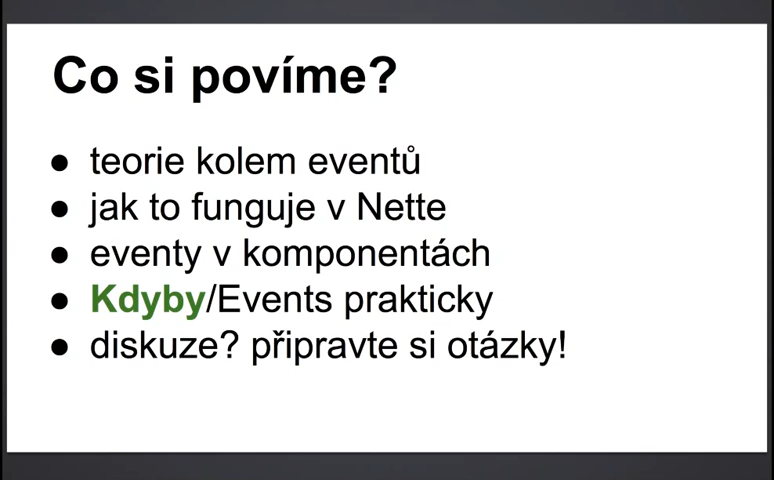 Co si povíme?
● teorie kolem eventů
● jak to funguje v Nette
● eventy v komponentách
● Kdyby/Events prakticky
● diskuze? připravte si otázky!